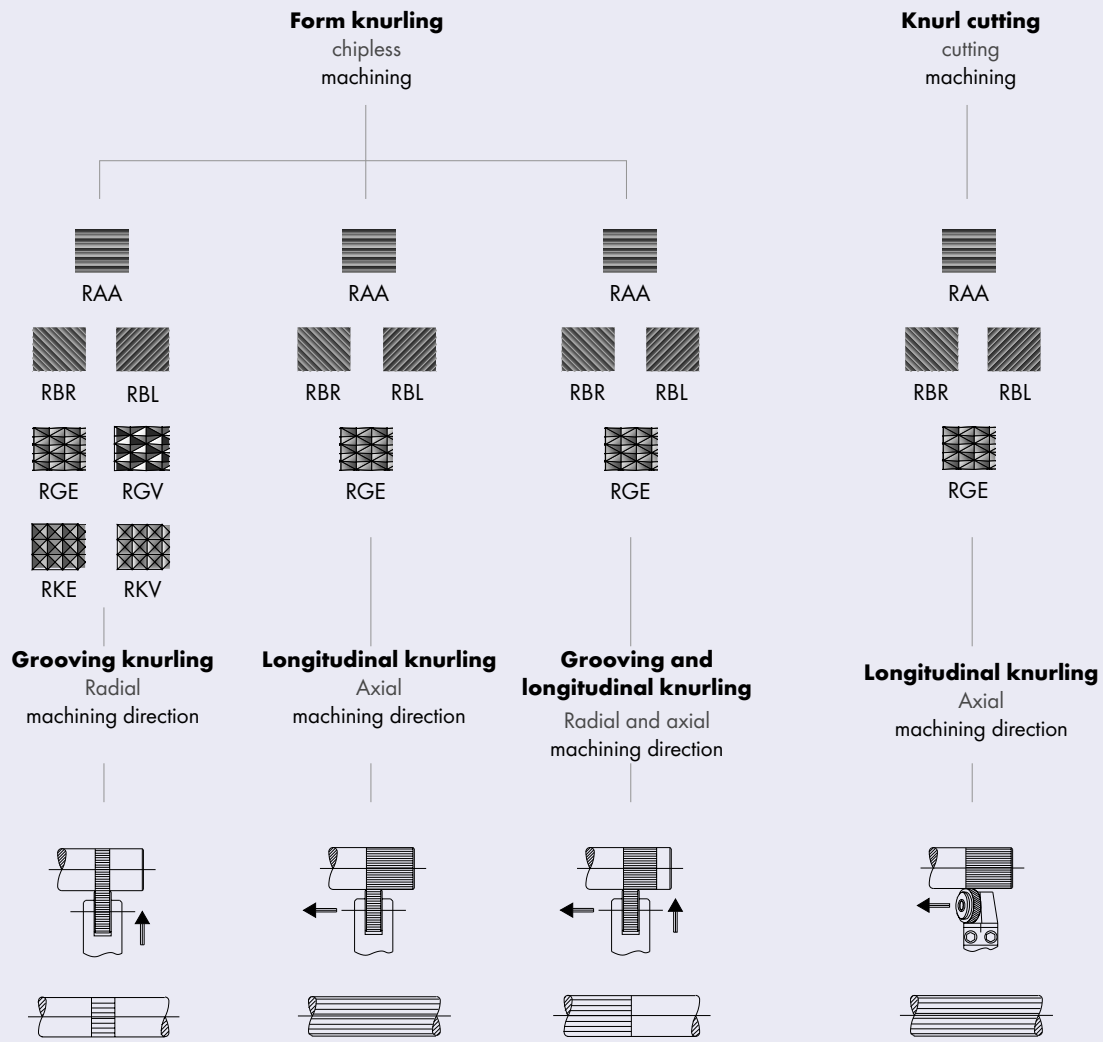 Form knurling
chipless
machining
Knurl cutting
cutting
machining
RAA
RAA
RAA
RAA
RBR RBL
RBR RBL
RBR RBL
RBR RBL
RGE RGV
RGE
RGE
RGE
RKE RKV
Grooving knurling
Radial
machining direction
Longitudinal knurling
Axial
machining direction
Grooving and
longitudinal knurling
Radial and axial
machining direction
Longitudinal knurling
Axial
machining direction